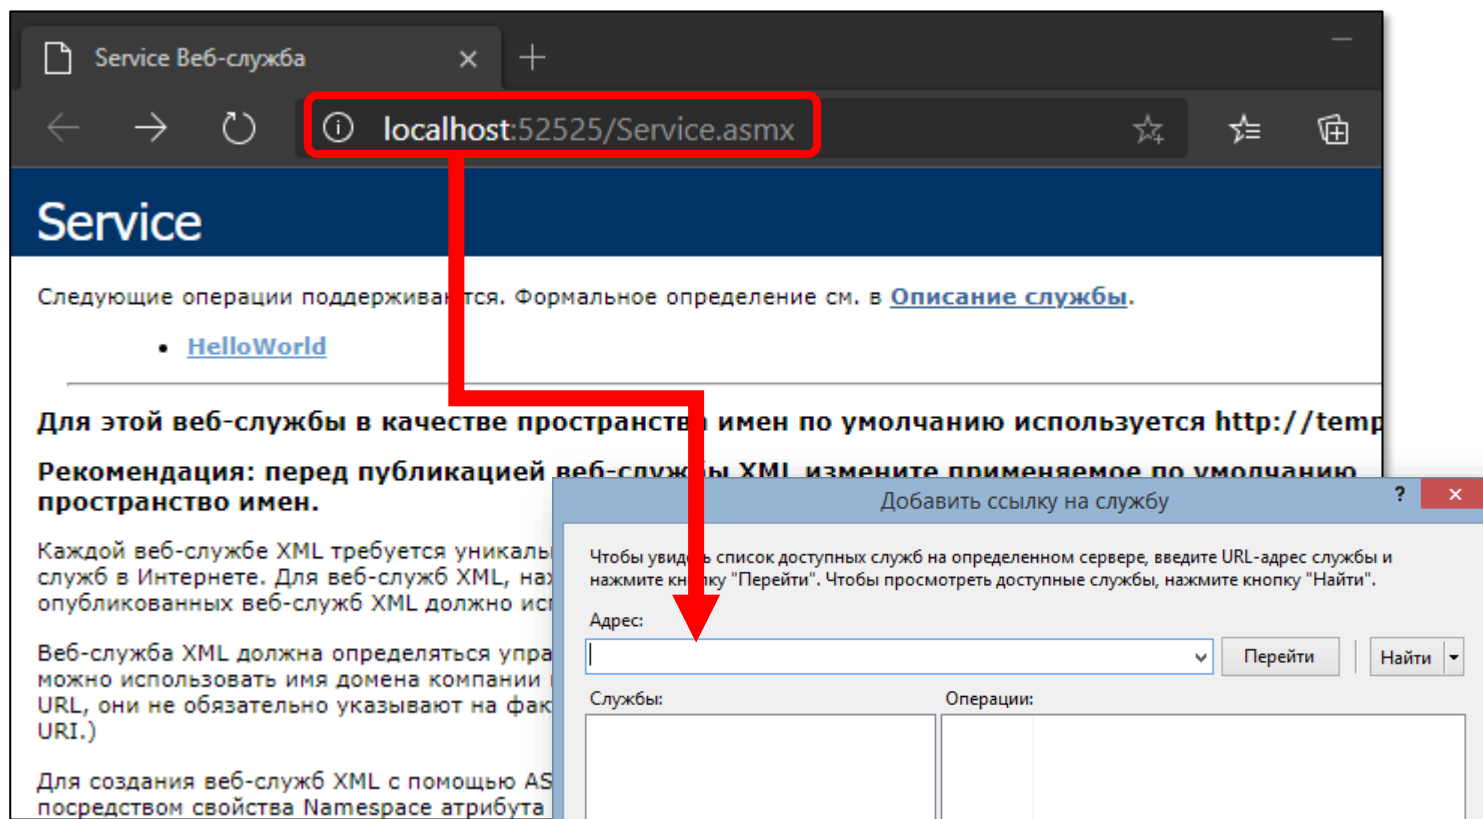 Service Веб-служба
localhost:52525/Service.asmx
Service
Следующие операции поддерживаются. Формальное определение см. в Описание службы.
HelloWorld
Для этой веб-службы в качестве пространства имен по умолчанию используется http://temp
Рекомендация: перед публикацией веб-службы XML измените применяемое по умолчанию
пространство имен.
Каждой веб-службе XML требуется уникаль
служб в Интернете. Для веб-служб XML, нах
опубликованных веб-служб XML должно исп
Веб-служба XML должна определяться упра
можно использовать имя домена компании
URL, они не обязательно указывают на фак
URI.)
Для создания веб-служб XML с помощью AS
посредством свойства Namespace атрибута
Добавить ссылку на службу
?
Чтобы увидеть список доступных служб на определенном сервере, введите URL-адрес службы и
нажмите кнопку "Перейти". Чтобы просмотреть доступные службы, нажмите кнопку "Найти".
Адрес:
Перейти
Найти
Службы:
Операции: